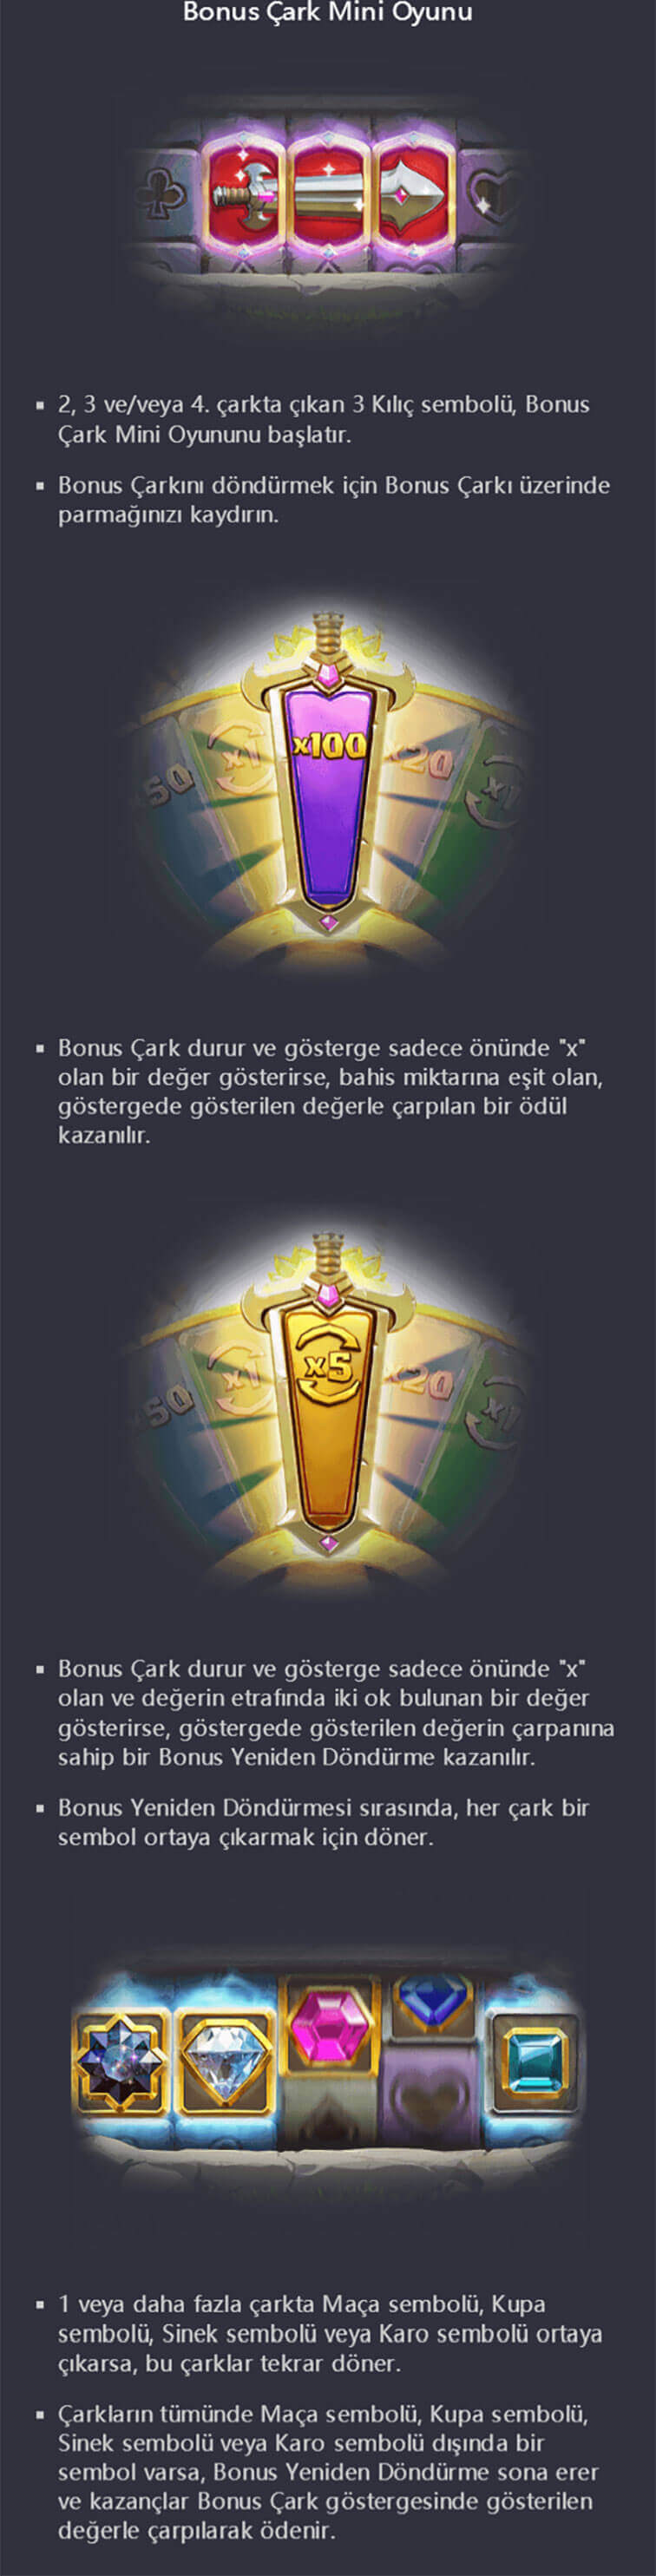 Bonus Çark Mini Oyunu
▪ 2, 3 ve/veya 4. çarkta çıkan 3 Kılıç sembolü, Bonus
Çark Mini Oyununu başlatır.
▪ Bonus Çarkını döndürmek için Bonus Çarkı üzerinde
parmağınızı kaydırın.
50 x1 x100 20 x1
▪ Bonus Çark durur ve gösterge sadece önünde "x"
olan bir değer gösterirse, bahis miktarına eşit olan,
göstergede gösterilen değerle çarpılan bir ödül
kazanılır.
50 x1 x5 20 x1
▪ Bonus Çark durur ve gösterge sadece önünde "x"
olan ve değerin etrafında iki ok bulunan bir değer
gösterirse, göstergede gösterilen değerin çarpanına
sahip bir Bonus Yeniden Döndürme kazanılır.
▪ Bonus Yeniden Döndürmesi sırasında, her çark bir
sembol ortaya çıkarmak için döner.
▪ 1 veya daha fazla çarkta Maça sembolü, Kupa
sembolü, Sinek sembolü veya Karo sembolü ortaya
çıkarsa, bu çarklar tekrar döner.
▪ Çarkların tümünde Maça sembolü, Kupa sembolü,
Sinek sembolü veya Karo sembolü dışında bir
sembol varsa, Bonus Yeniden Döndürme sona erer
ve kazançlar Bonus Çark göstergesinde gösterilen
değerle çarpılarak ödenir.